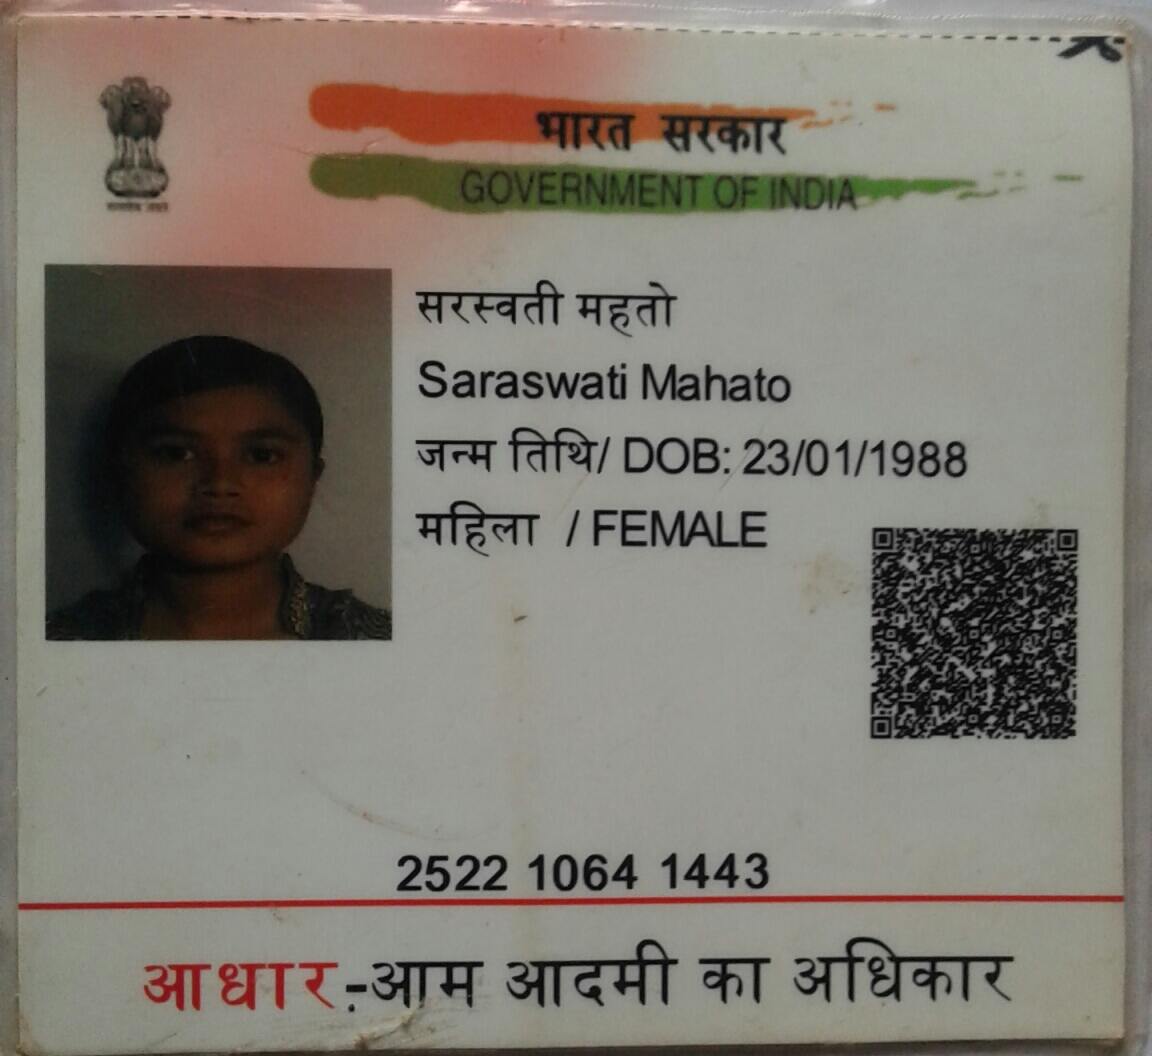 भारत सरकार
GOVERNMENT OF INDIA
सरस्वती महतो
Saraswati Mahato
जन्म तिथि/ DOB: 23/01/1988
महिला / FEMALE
2522 1064 1443
आधार-आम आदमी का अधिकार